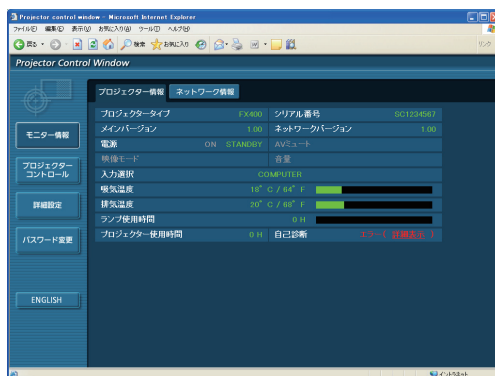 Projector control window - Microsoft Internet Explorer
ファイル(F) 編集(E) 表示(V) お気に入り(A) ツール(T) ヘルプ(H)
戻る 検索 お気に入り リンク
Projector Control Window
プロジェクター情報 ネットワーク情報
プロジェクタータイプ FX400 シリアル番号 SC1234567
メインバージョン 1.00 ネットワークバージョン 1.00
電源 ON STANDBY AVミュート
映像モード 音量
入力選択 COMPUTER
吸気温度 18° C / 64° F
排気温度 20° C / 68° F
ランプ使用時間 0 H
プロジェクター使用時間 0 H 自己診断 エラー( 詳細表示 )
モニター情報
プロジェクター
コントロール
詳細設定
パスワード変更
ENGLISH
イントラネット